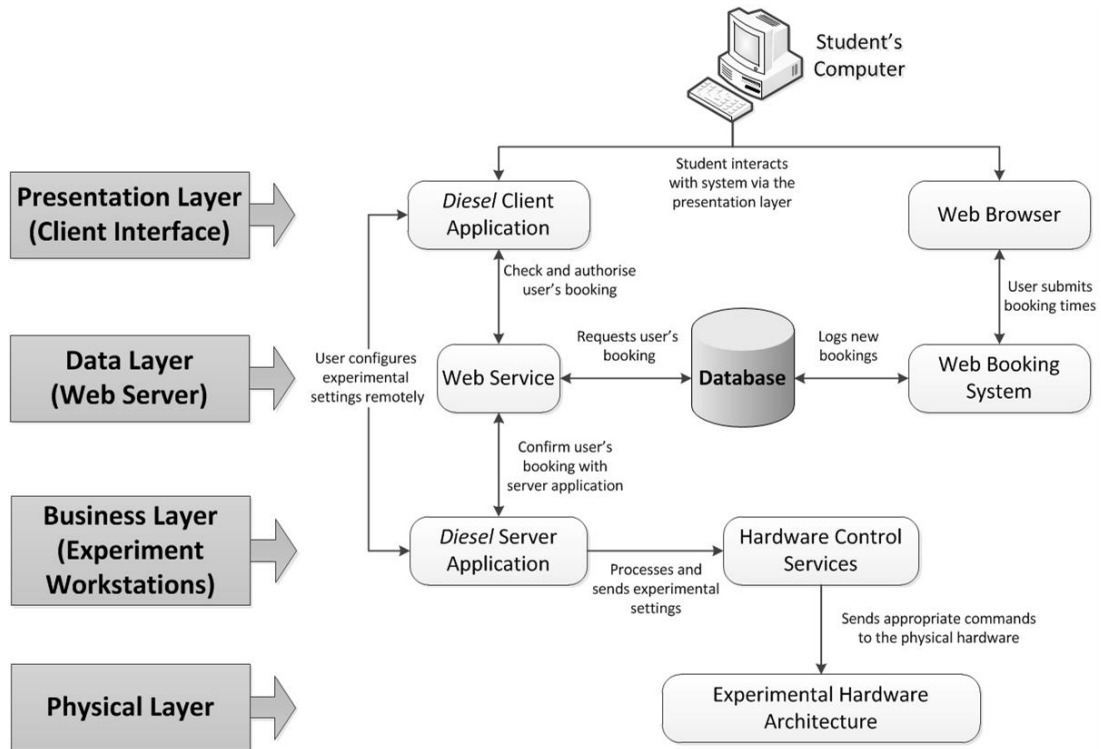 Student's
Computer
Student interacts
with system via the
presentation layer
Presentation Layer
(Client Interface)
Diesel Client
Application
Web Browser
Check and authorise
user's booking
User submits
booking times
Data Layer
(Web Server)
User configures
experimental
settings remotely
Web Service
Requests user's
booking
Database
Logs new
bookings
Web Booking
System
Confirm user's
booking with
server application
Business Layer
(Experiment
Workstations)
Diesel Server
Application
Processes and
sends experimental
settings
Hardware Control
Services
Sends appropriate commands
to the physical hardware
Physical Layer
Experimental Hardware
Architecture